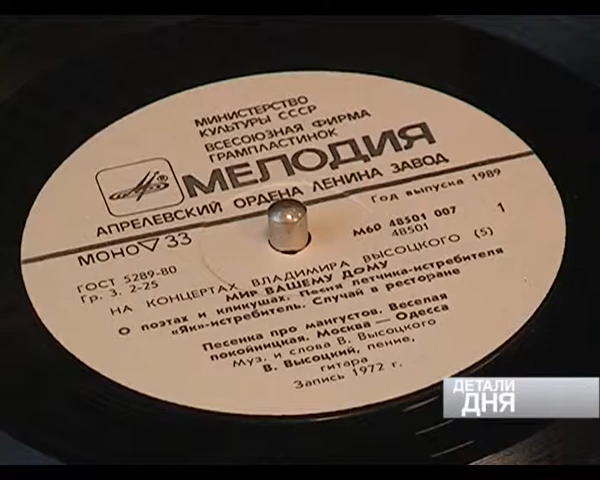 МИНИСТЕРСТВО
КУЛЬТУРЫ СССР
ВСЕСОЮЗНАЯ ФИРМА
ГРАМПЛАСТИНОК
МЕЛОДИЯ
АПРЕЛЕВСКИЙ ОРДЕНА ЛЕНИНА ЗАВОД
МОНО 33
Год выпуска 1989
ГОСТ 5289-80
Гр. 3. 2-25
М60 48501 007
48501
1
НА КОНЦЕРТАХ ВЛАДИМИРА ВЫСОЦКОГО (5)
МИР ВАШЕМУ ДОМУ
О поэтах и кликушах. Песня летчика-истребителя
«Як»-истребитель. Случай в ресторане
Песенка про мангустов. Веселая
покойницкая. Москва — Одесса
Муз. и слова В. Высоцкого
В. Высоцкий, пение,
гитара
Запись 1972 г.
ДЕТАЛИ
ДНЯ